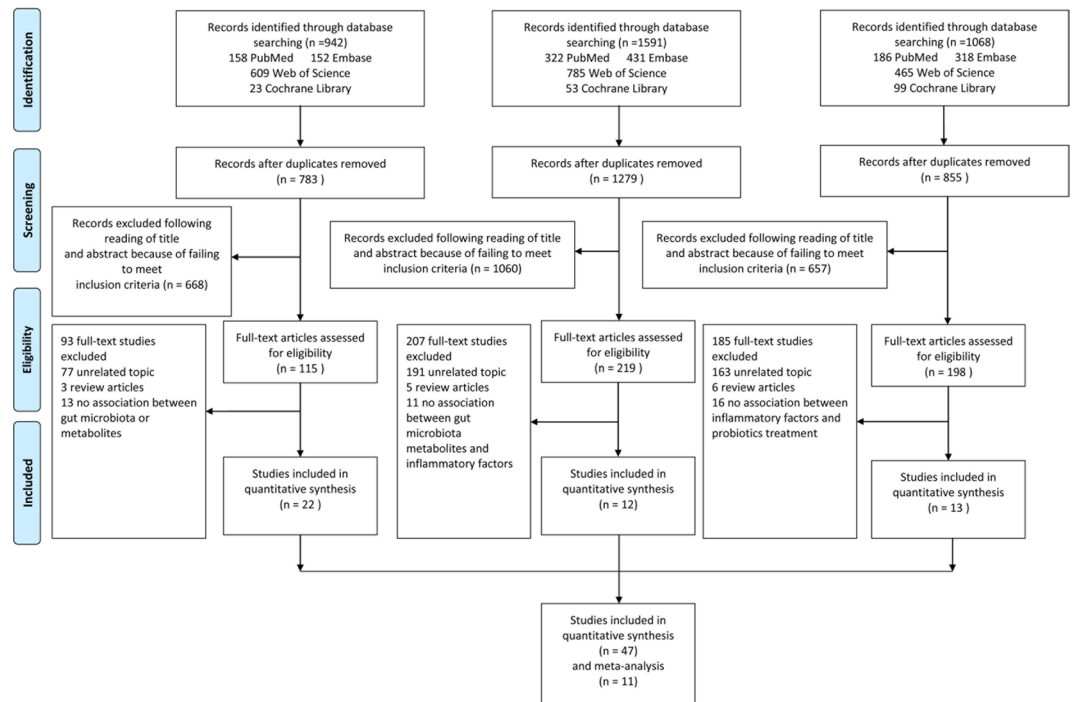 Identification
Records identified through database
searching (n =942)
158 PubMed 152 Embase
609 Web of Science
23 Cochrane Library
Records identified through database
searching (n =1591)
322 PubMed 431 Embase
785 Web of Science
53 Cochrane Library
Records identified through database
searching (n =1068)
186 PubMed 318 Embase
465 Web of Science
99 Cochrane Library
Screening
Records after duplicates removed
(n = 783 )
Records after duplicates removed
(n = 1279 )
Records after duplicates removed
(n = 855 )
Records excluded following
reading of title
and abstract because of failing
to meet
inclusion criteria (n = 668)
Records excluded following reading of title
and abstract because of failing to meet
inclusion criteria (n = 1060)
Records excluded following reading of title
and abstract because of failing to meet
inclusion criteria (n = 657)
Eligibility
93 full-text studies
excluded
77 unrelated topic
3 review articles
13 no association between
gut microbiota or
metabolites
Full-text articles assessed
for eligibility
(n = 115 )
207 full-text studies
excluded
191 unrelated topic
5 review articles
11 no association
between gut
microbiota
metabolites and
inflammatory factors
Full-text articles assessed
for eligibility
(n = 219 )
185 full-text studies
excluded
163 unrelated topic
6 review articles
16 no association between
inflammatory factors and
probiotics treatment
Full-text articles assessed
for eligibility
(n = 198 )
Included
Studies included in
quantitative synthesis
(n = 22 )
Studies included in
quantitative synthesis
(n = 12)
Studies included in
quantitative synthesis
(n = 13 )
Studies included in
quantitative synthesis
(n = 47)
and meta-analysis
(n = 11)